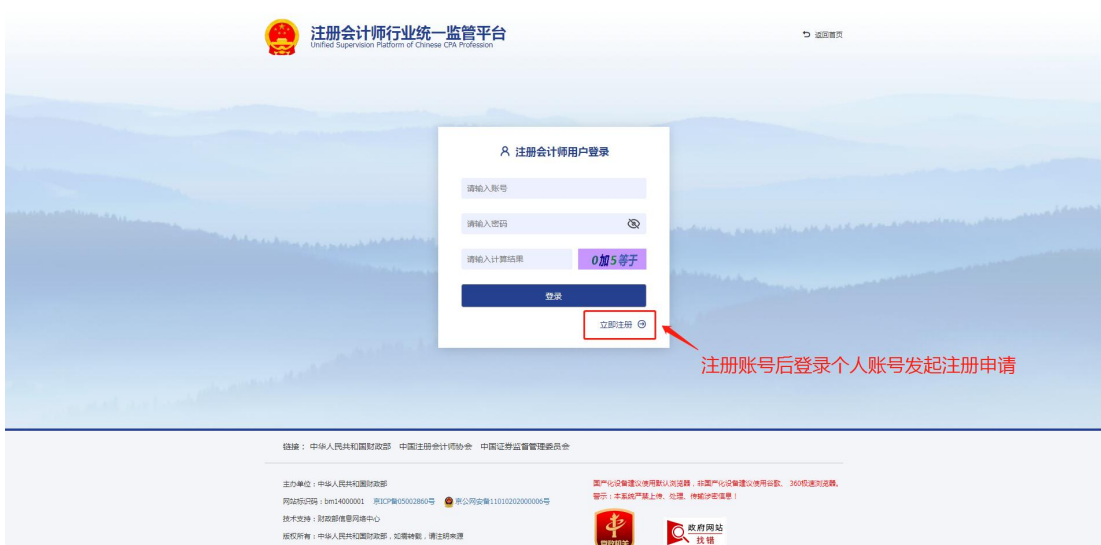 注册会计师行业统一监管平台
Unified Supervision Platform of Chinese CPA Profession
返回首页
注册会计师用户登录
请输入账号
请输入密码
请输入计算结果
0加5等于
登录
立即注册
注册账号后登录个人账号发起注册申请
链接： 中华人民共和国财政部 中国注册会计师协会 中国证券监督管理委员会
主办单位：中华人民共和国财政部
网站标识码：bm14000001 京ICP备05002860号 京公网安备11010202000006号
技术支持：财政部信息网络中心
版权所有：中华人民共和国财政部，如需转载，请注明来源
国产化设备建议使用默认浏览器，非国产化设备建议使用谷歌、 360极速浏览器。
警示：本系统严禁上传、处理、传输涉密信息！
党政机关
政府网站
找错